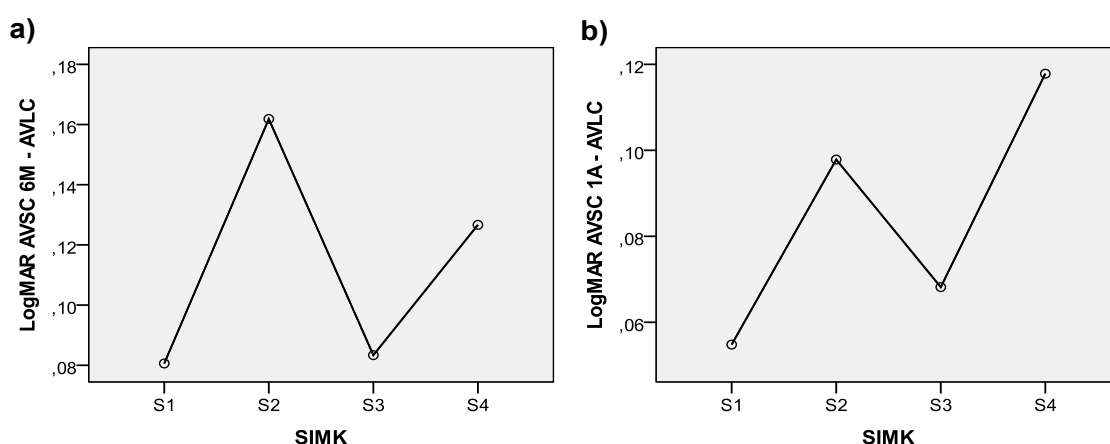 a)
LogMAR AVSC 6M - AVLC
,18
,16
,14
,12
,10
,08
S1 S2 S3 S4
SIMK
b)
LogMAR AVSC 1A - AVLC
,12
,10
,08
,06
S1 S2 S3 S4
SIMK